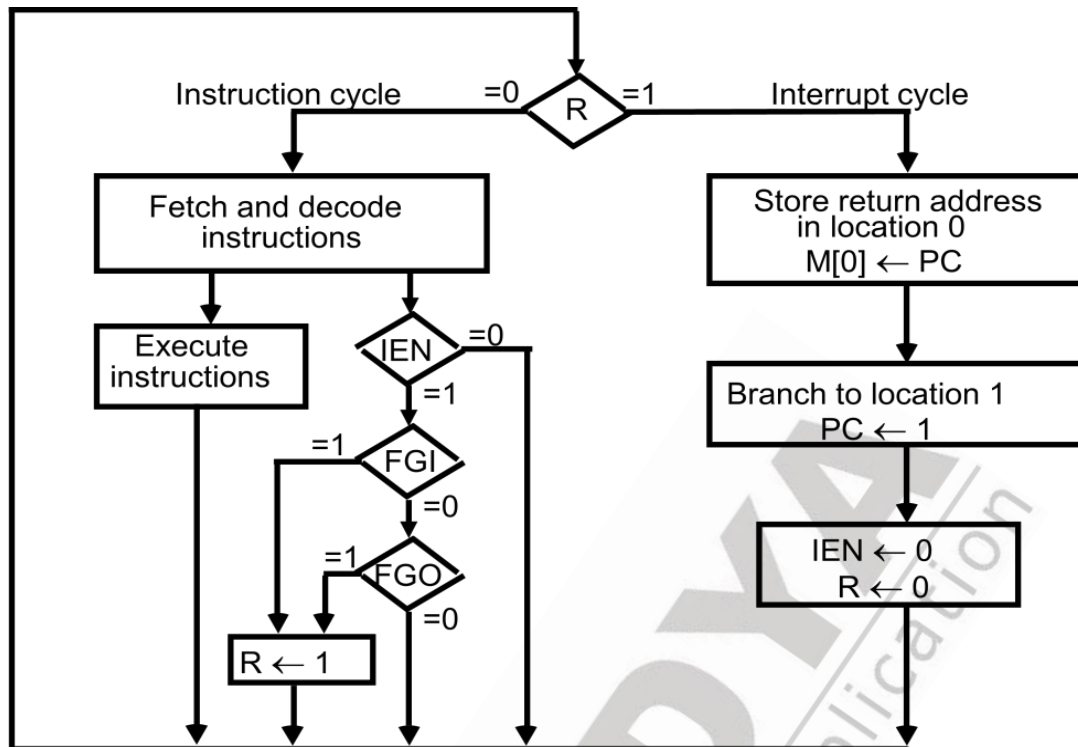 R
=0
=1
Instruction cycle
Interrupt cycle
Fetch and decode
instructions
Store return address
in location 0
M[0] ← PC
Execute
instructions
IEN
=0
=1
Branch to location 1
PC ← 1
FGI
=1
=0
FGO
=1
=0
IEN ← 0
R ← 0
R ← 1